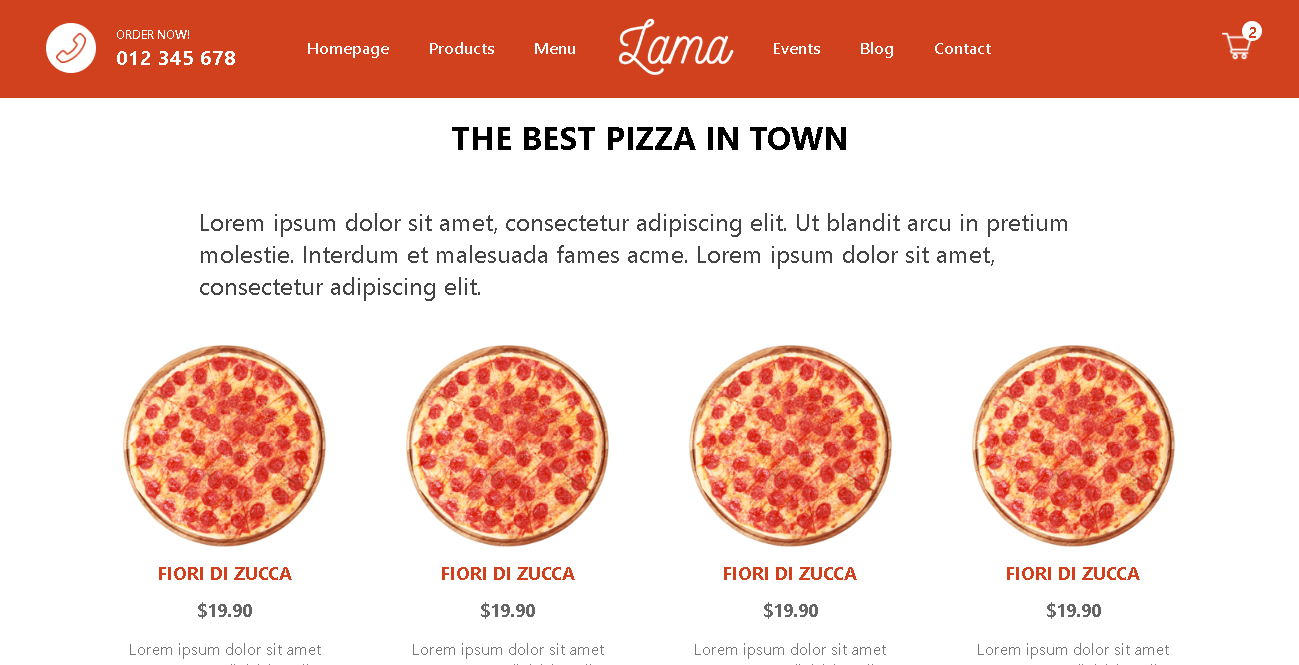 ORDER NOW!
012 345 678
Homepage Products Menu Lama Events Blog Contact
2
THE BEST PIZZA IN TOWN
Lorem ipsum dolor sit amet, consectetur adipiscing elit. Ut blandit arcu in pretium
molestie. Interdum et malesuada fames acme. Lorem ipsum dolor sit amet,
consectetur adipiscing elit.
FIORI DI ZUCCA FIORI DI ZUCCA FIORI DI ZUCCA FIORI DI ZUCCA
$19.90 $19.90 $19.90 $19.90
Lorem ipsum dolor sit amet Lorem ipsum dolor sit amet Lorem ipsum dolor sit amet Lorem ipsum dolor sit amet